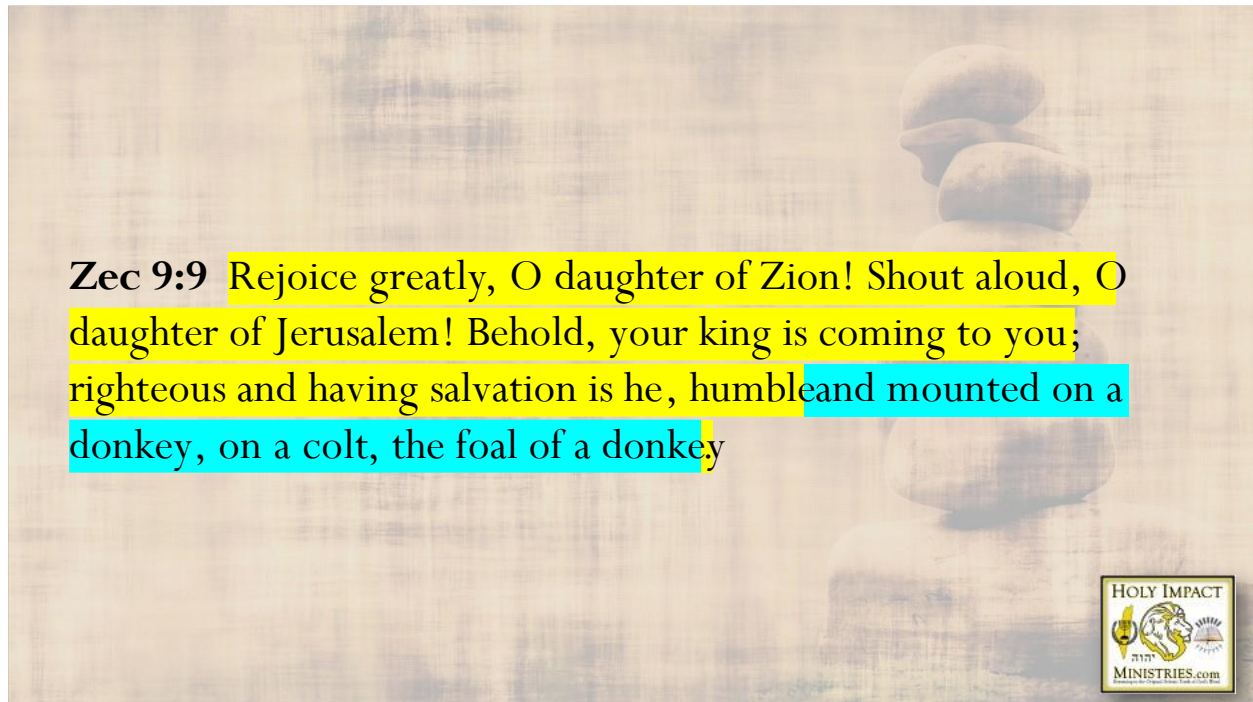 Zec 9:9 Rejoice greatly, O daughter of Zion! Shout aloud, O
daughter of Jerusalem! Behold, your king is coming to you;
righteous and having salvation is he, humbleand mounted on a
donkey, on a colt, the foal of a donkey.
HOLY IMPACT
יהוה
MINISTRIES.com